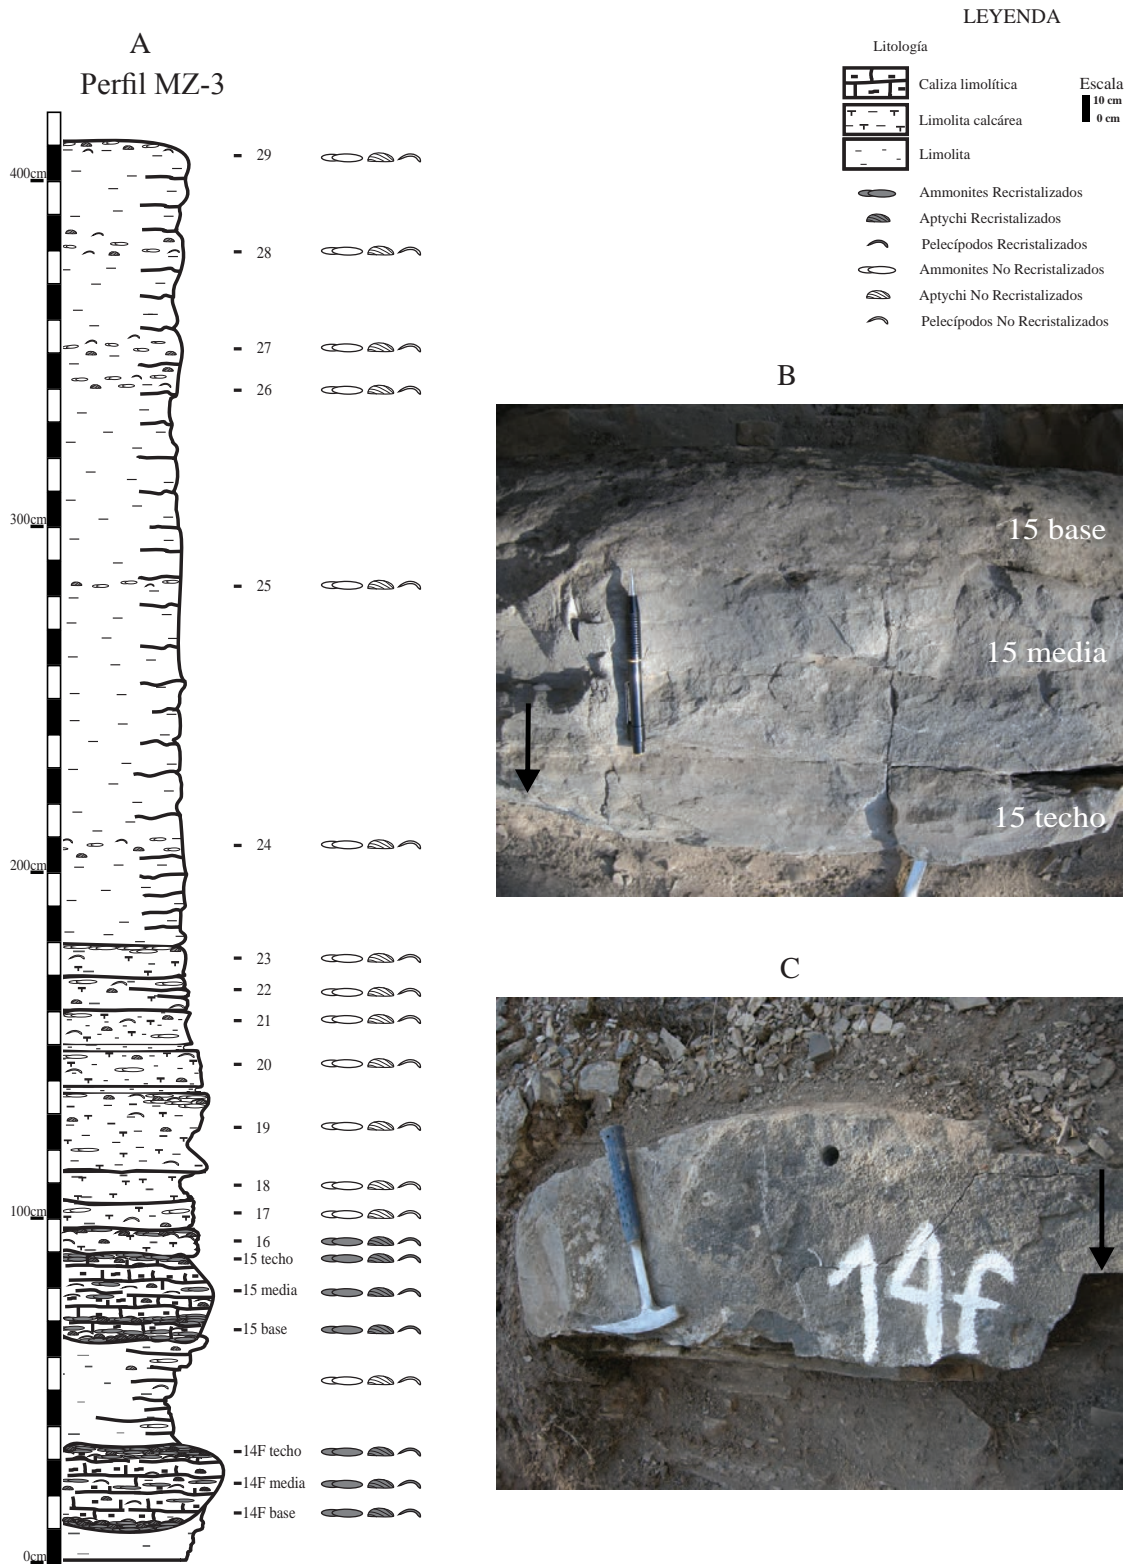 A
Perfil MZ-3
400cm
300cm
200cm
100cm
0cm
29
28
27
26
25
24
23
22
21
20
19
18
17
16
15 techo
15 media
15 base
14F techo
14F media
14F base
LEYENDA
Litología
Caliza limolítica
Limolita calcárea
Limolita
Escala
10 cm
0 cm
Ammonites Recristalizados
Aptychi Recristalizados
Pelecípodos Recristalizados
Ammonites No Recristalizados
Aptychi No Recristalizados
Pelecípodos No Recristalizados
B
15 base
15 media
15 techo
C
14f